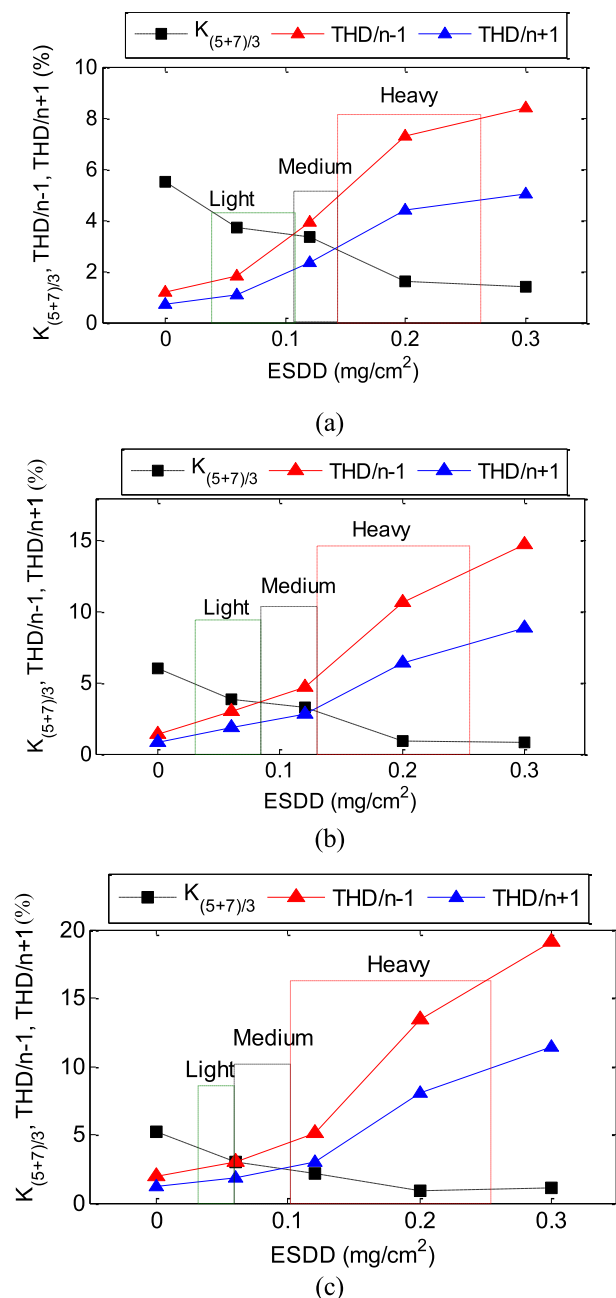 (a)
K(5+7)/3 THD/n-1 THD/n+1
K(5+7)/3, THD/n-1, THD/n+1 (%)
10
8
6
4
2
0
Heavy
Medium
Light
0 0.1 0.2 0.3
ESDD (mg/cm2)
(a)
K(5+7)/3 THD/n-1 THD/n+1
K(5+7)/3, THD/n-1, THD/n+1 (%)
15
10
5
0
Heavy
Medium
Light
0 0.1 0.2 0.3
ESDD (mg/cm2)
(b)
K(5+7)/3 THD/n-1 THD/n+1
K(5+7)/3, THD/n-1, THD/n+1(%)
20
15
10
5
0
Heavy
Medium
Light
0 0.1 0.2 0.3
ESDD (mg/cm2)
(c)